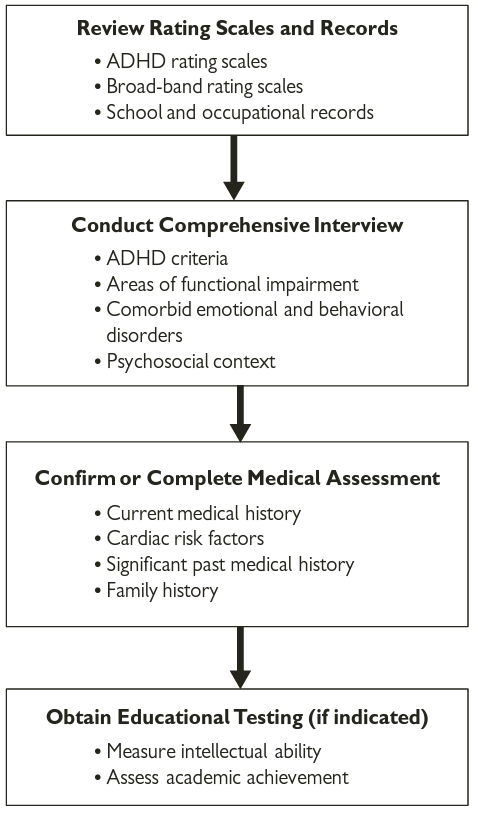 Review Rating Scales and Records
• ADHD rating scales
• Broad-band rating scales
• School and occupational records
Conduct Comprehensive Interview
• ADHD criteria
• Areas of functional impairment
• Comorbid emotional and behavioral
disorders
• Psychosocial context
Confirm or Complete Medical Assessment
• Current medical history
• Cardiac risk factors
• Significant past medical history
• Family history
Obtain Educational Testing (if indicated)
• Measure intellectual ability
• Assess academic achievement